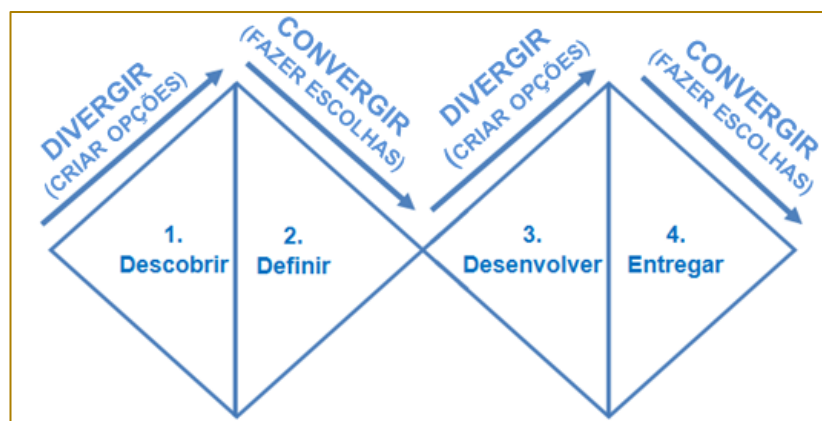 DIVERGIR
(CRIAR OPÇÕES)
CONVERGIR
(FAZER ESCOLHAS)
DIVERGIR
(CRIAR OPÇÕES)
CONVERGIR
(FAZER ESCOLHAS)
1.
Descobrir
2.
Definir
3.
Desenvolver
4.
Entregar